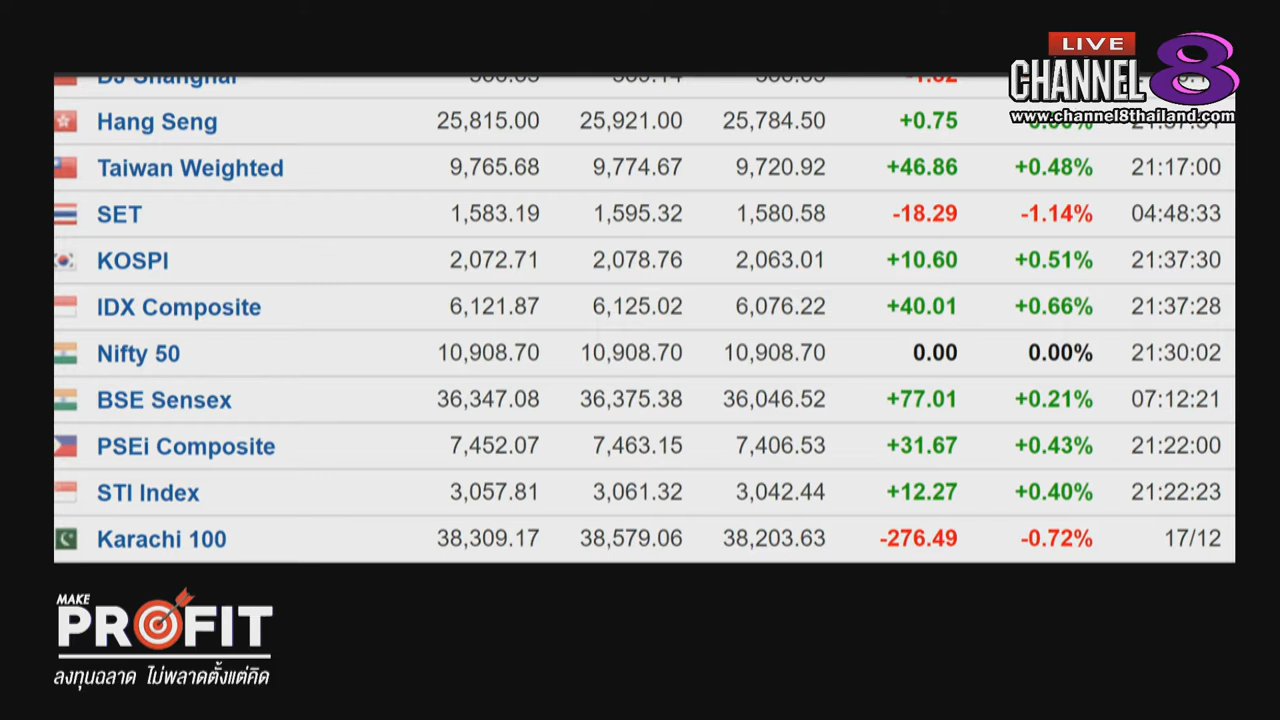 LIVE
CHANNEL 8
www.channel8thailand.com
DJ Shanghai
Hang Seng 25,815.00 25,921.00 25,784.50 +0.75
Taiwan Weighted 9,765.68 9,774.67 9,720.92 +46.86 +0.48% 21:17:00
SET 1,583.19 1,595.32 1,580.58 -18.29 -1.14% 04:48:33
KOSPI 2,072.71 2,078.76 2,063.01 +10.60 +0.51% 21:37:30
IDX Composite 6,121.87 6,125.02 6,076.22 +40.01 +0.66% 21:37:28
Nifty 50 10,908.70 10,908.70 10,908.70 0.00 0.00% 21:30:02
BSE Sensex 36,347.08 36,375.38 36,046.52 +77.01 +0.21% 07:12:21
PSEi Composite 7,452.07 7,463.15 7,406.53 +31.67 +0.43% 21:22:00
STI Index 3,057.81 3,061.32 3,042.44 +12.27 +0.40% 21:22:23
Karachi 100 38,309.17 38,579.06 38,203.63 -276.49 -0.72% 17/12
MAKE
PROFIT
ลงทุนฉลาด ไม่พลาดตั้งแต่คิด